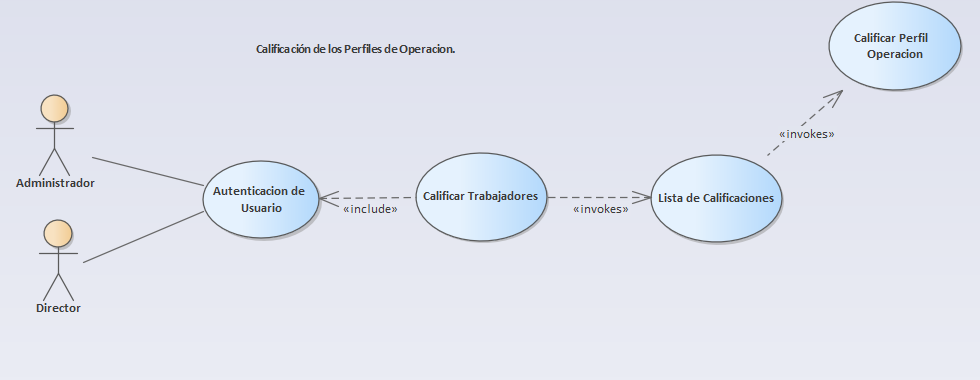 Calificación de los Perfiles de Operacion.
Calificar Perfil
Operacion
«invokes»
Administrador
Autenticacion de
Usuario
«include»
Calificar Trabajadores
«invokes»
Lista de Calificaciones
Director